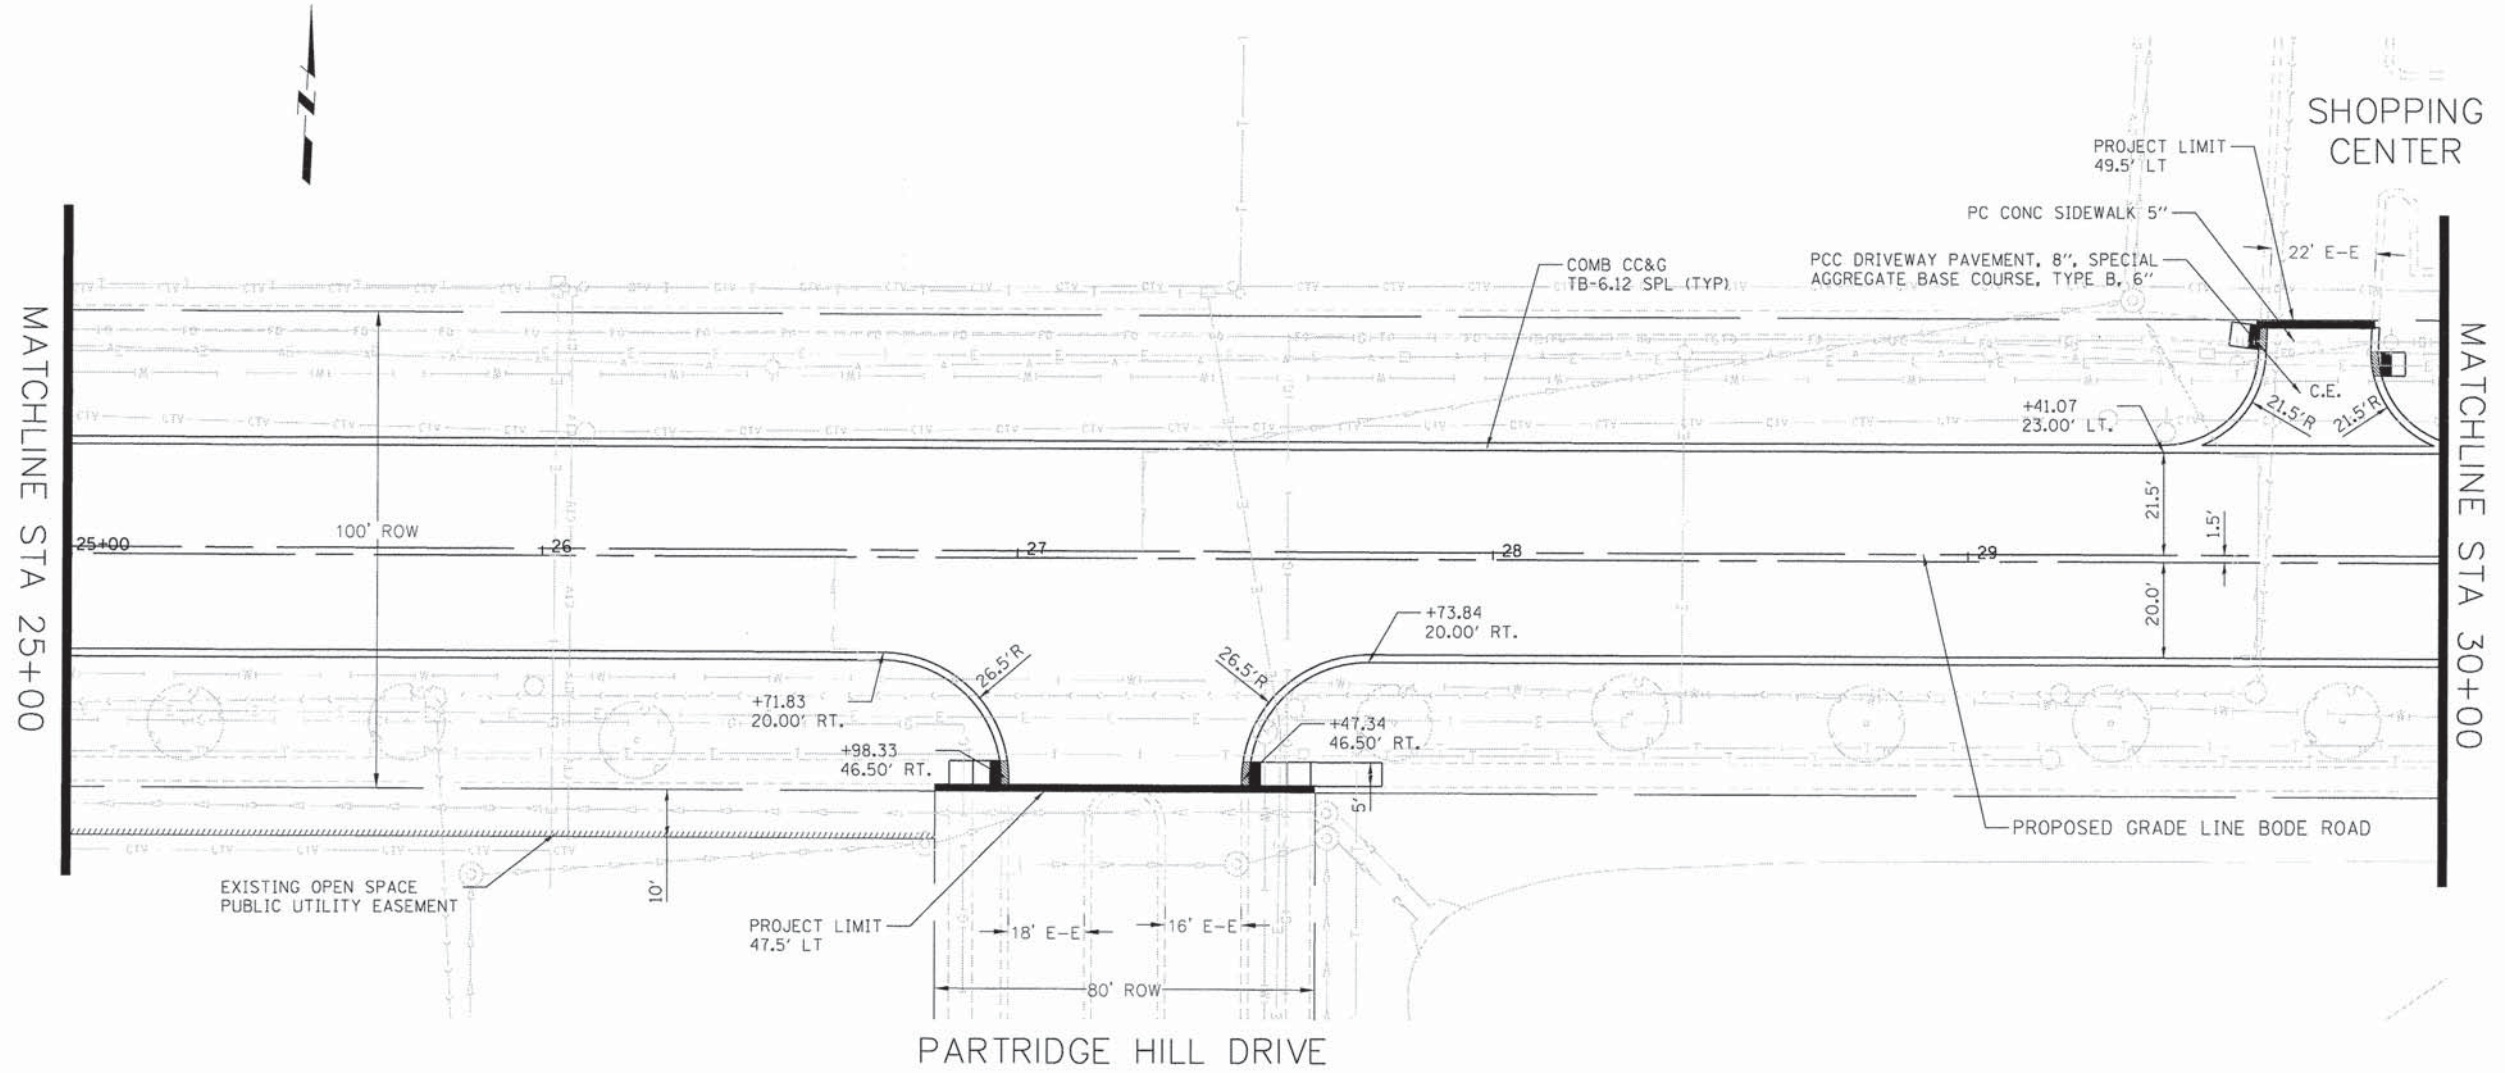 N
SHOPPING
CENTER
PROJECT LIMIT
49.5' LT
PC CONC SIDEWALK 5"
22' E-E
COMB CC&G
TB-6.12 SPL (TYP)
PCC DRIVEWAY PAVEMENT, 8", SPECIAL
AGGREGATE BASE COURSE, TYPE B, 6"
MATCHLINE STA 25+00
MATCHLINE STA 30+00
C.E.
21.5'R
21.5'R
+41.07
23.00' LT.
100' ROW
21.5'
1.5'
25+00
26
27
28
29
20.0'
+73.84
20.00' RT.
26.5'R
26.5'R
+71.83
20.00' RT.
+47.34
46.50' RT.
+98.33
46.50' RT.
5'
PROPOSED GRADE LINE BODE ROAD
10'
EXISTING OPEN SPACE
PUBLIC UTILITY EASEMENT
PROJECT LIMIT
47.5' LT
18' E-E
16' E-E
80' ROW
PARTRIDGE HILL DRIVE